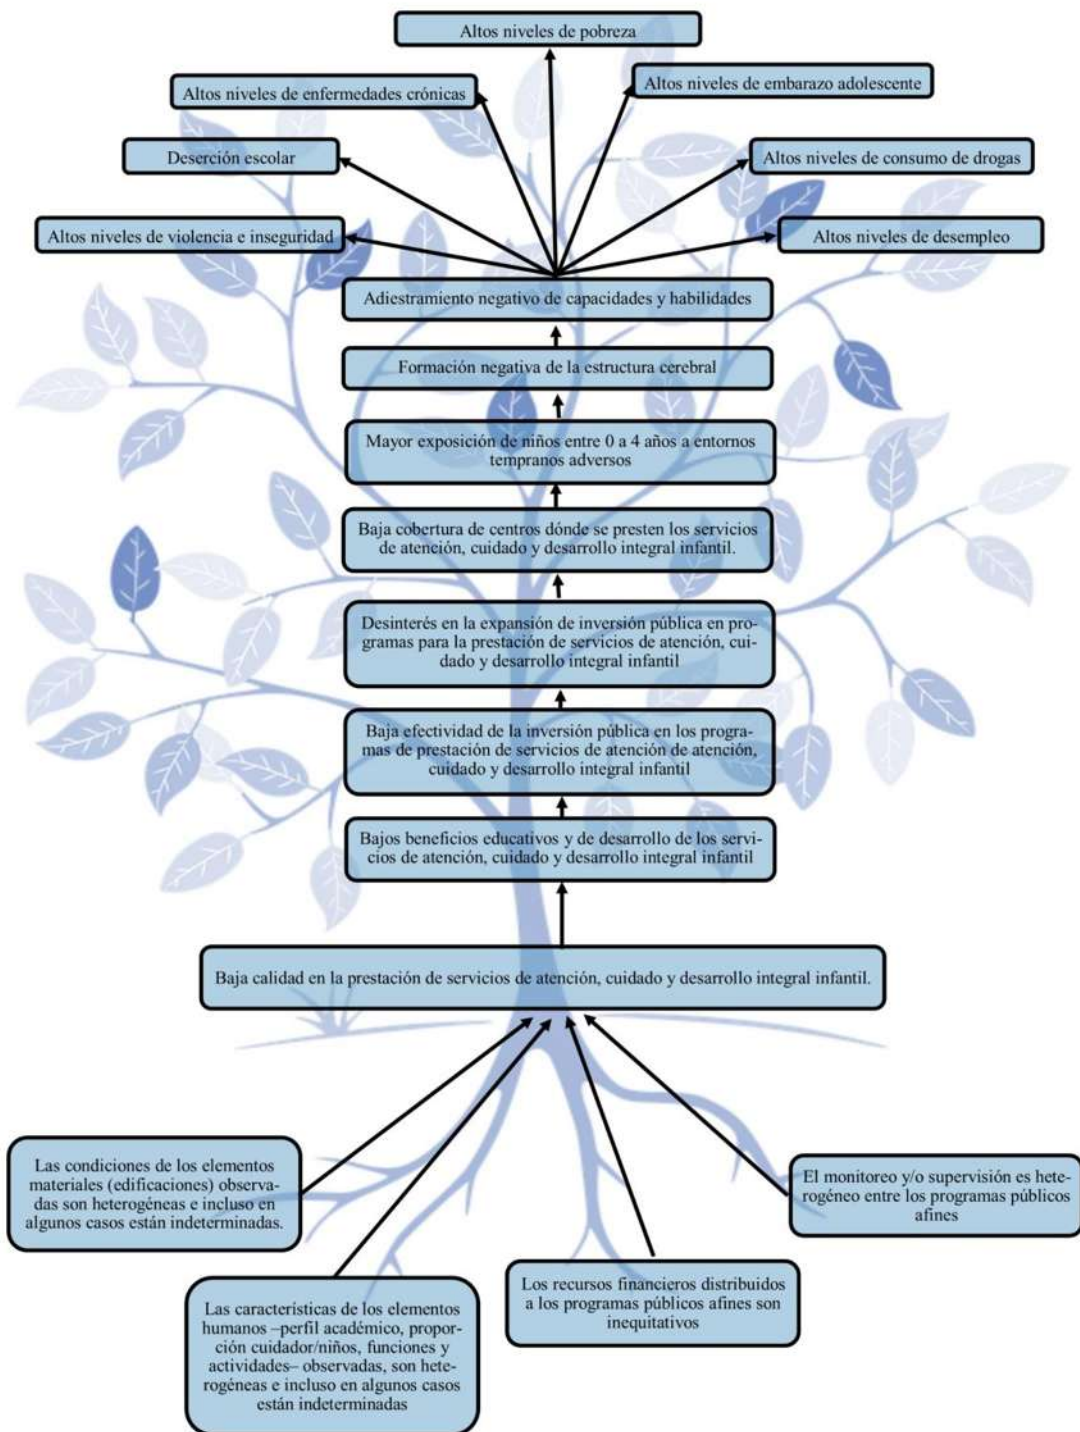 Altos niveles de pobreza
Altos niveles de enfermedades crónicas
Altos niveles de embarazo adolescente
Deserción escolar
Altos niveles de consumo de drogas
Altos niveles de violencia e inseguridad
Altos niveles de desempleo
Adiestramiento negativo de capacidades y habilidades
Formación negativa de la estructura cerebral
Mayor exposición de niños entre 0 a 4 años a entornos
tempranos adversos
Baja cobertura de centros dónde se presten los servicios
de atención, cuidado y desarrollo integral infantil.
Desinterés en la expansión de inversión pública en pro-
gramas para la prestación de servicios de atención, cui-
dado y desarrollo integral infantil
Baja efectividad de la inversión pública en los progra-
mas de prestación de servicios de atención de atención,
cuidado y desarrollo integral infantil
Bajos beneficios educativos y de desarrollo de los servi-
cios de atención, cuidado y desarrollo integral infantil
Baja calidad en la prestación de servicios de atención, cuidado y desarrollo integral infantil.
Las condiciones de los elementos
materiales (edificaciones) observa-
das son heterogéneas e incluso en
algunos casos están indeterminadas.
El monitoreo y/o supervisión es hete-
rogéneo entre los programas públicos
afines
Las características de los elementos
humanos –perfil académico, propor-
ción cuidador/niños, funciones y
actividades– observadas, son hete-
rogéneas e incluso en algunos casos
están indeterminadas
Los recursos financieros distribuidos
a los programas públicos afines son
inequitativos